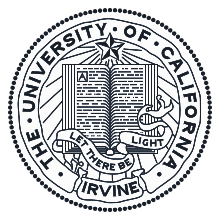 · THE · UNIVERSITY · OF · CALIFORNIA ·
A
LET THERE BE
LIGHT
IRVINE